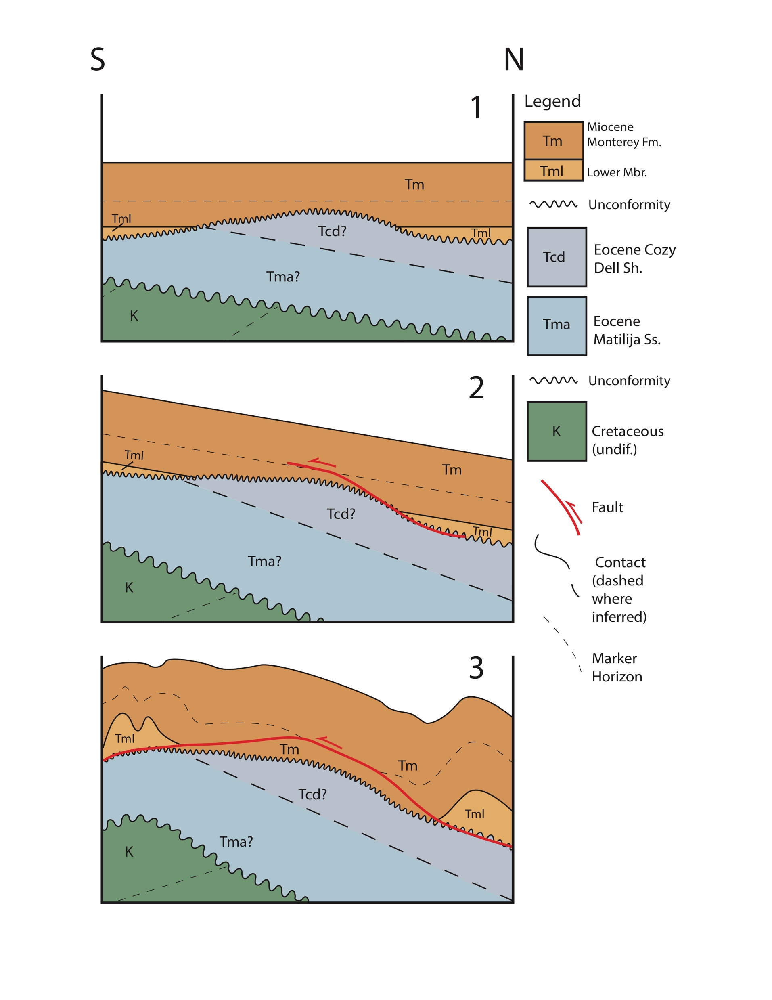 S
N
1
Tm
Tml
Tcd?
Tml
Tma?
K
2
Tml
Tm
Tcd?
Tml
Tma?
K
3
Tml
Tm
Tm
Tcd?
Tml
Tma?
K
Legend
Tm
Miocene
Monterey Fm.
Tml
Lower Mbr.
Unconformity
Tcd
Eocene Cozy
Dell Sh.
Tma
Eocene
Matilija Ss.
Unconformity
K
Cretaceous
(undif.)
Fault
Contact
(dashed
where
inferred)
Marker
Horizon